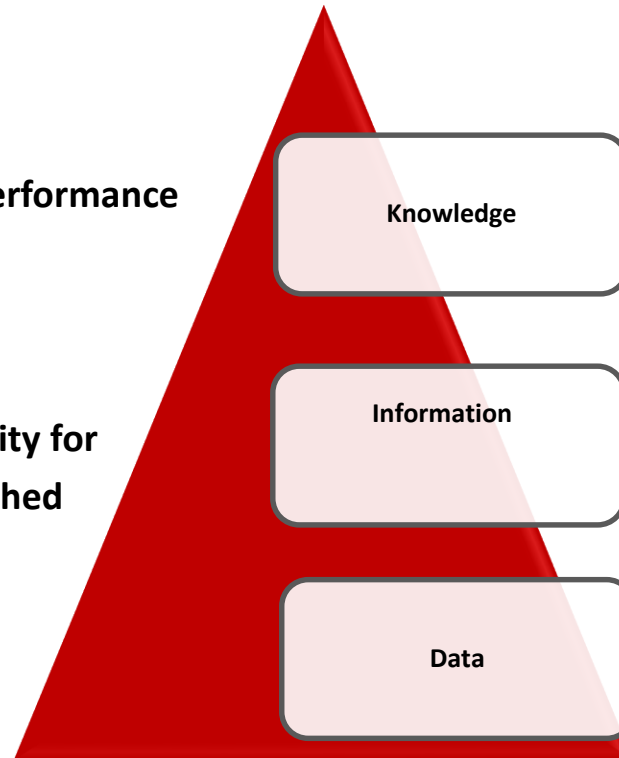 erformance
Knowledge
Information
ity for
hed
Data